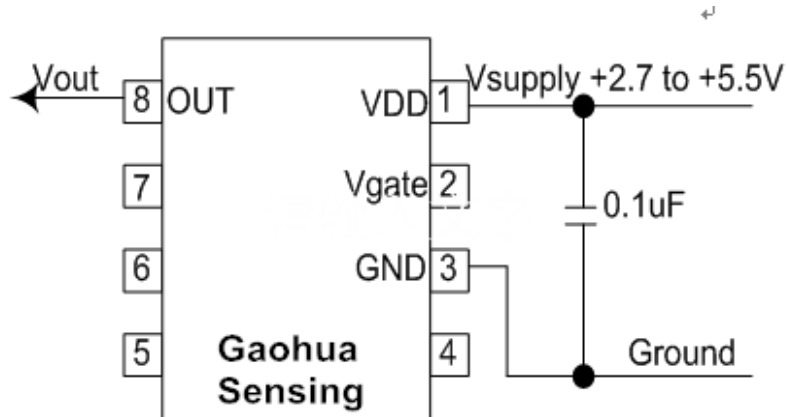 ↵
Vout 8 OUT VDD 1 Vsupply +2.7 to +5.5V
7 Vgate 2
0.1uF
6 GND 3
5 Gaohua 4 Ground
Sensing